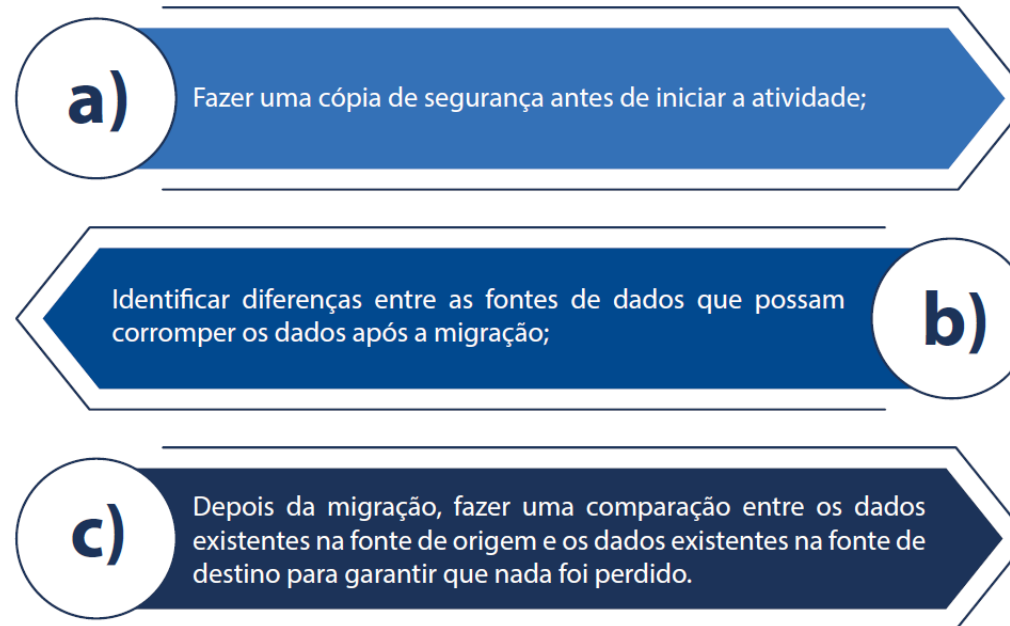 a)
Fazer uma cópia de segurança antes de iniciar a atividade;
Identificar diferenças entre as fontes de dados que possam
corromper os dados após a migração;
b)
c)
Depois da migração, fazer uma comparação entre os dados
existentes na fonte de origem e os dados existentes na fonte de
destino para garantir que nada foi perdido.